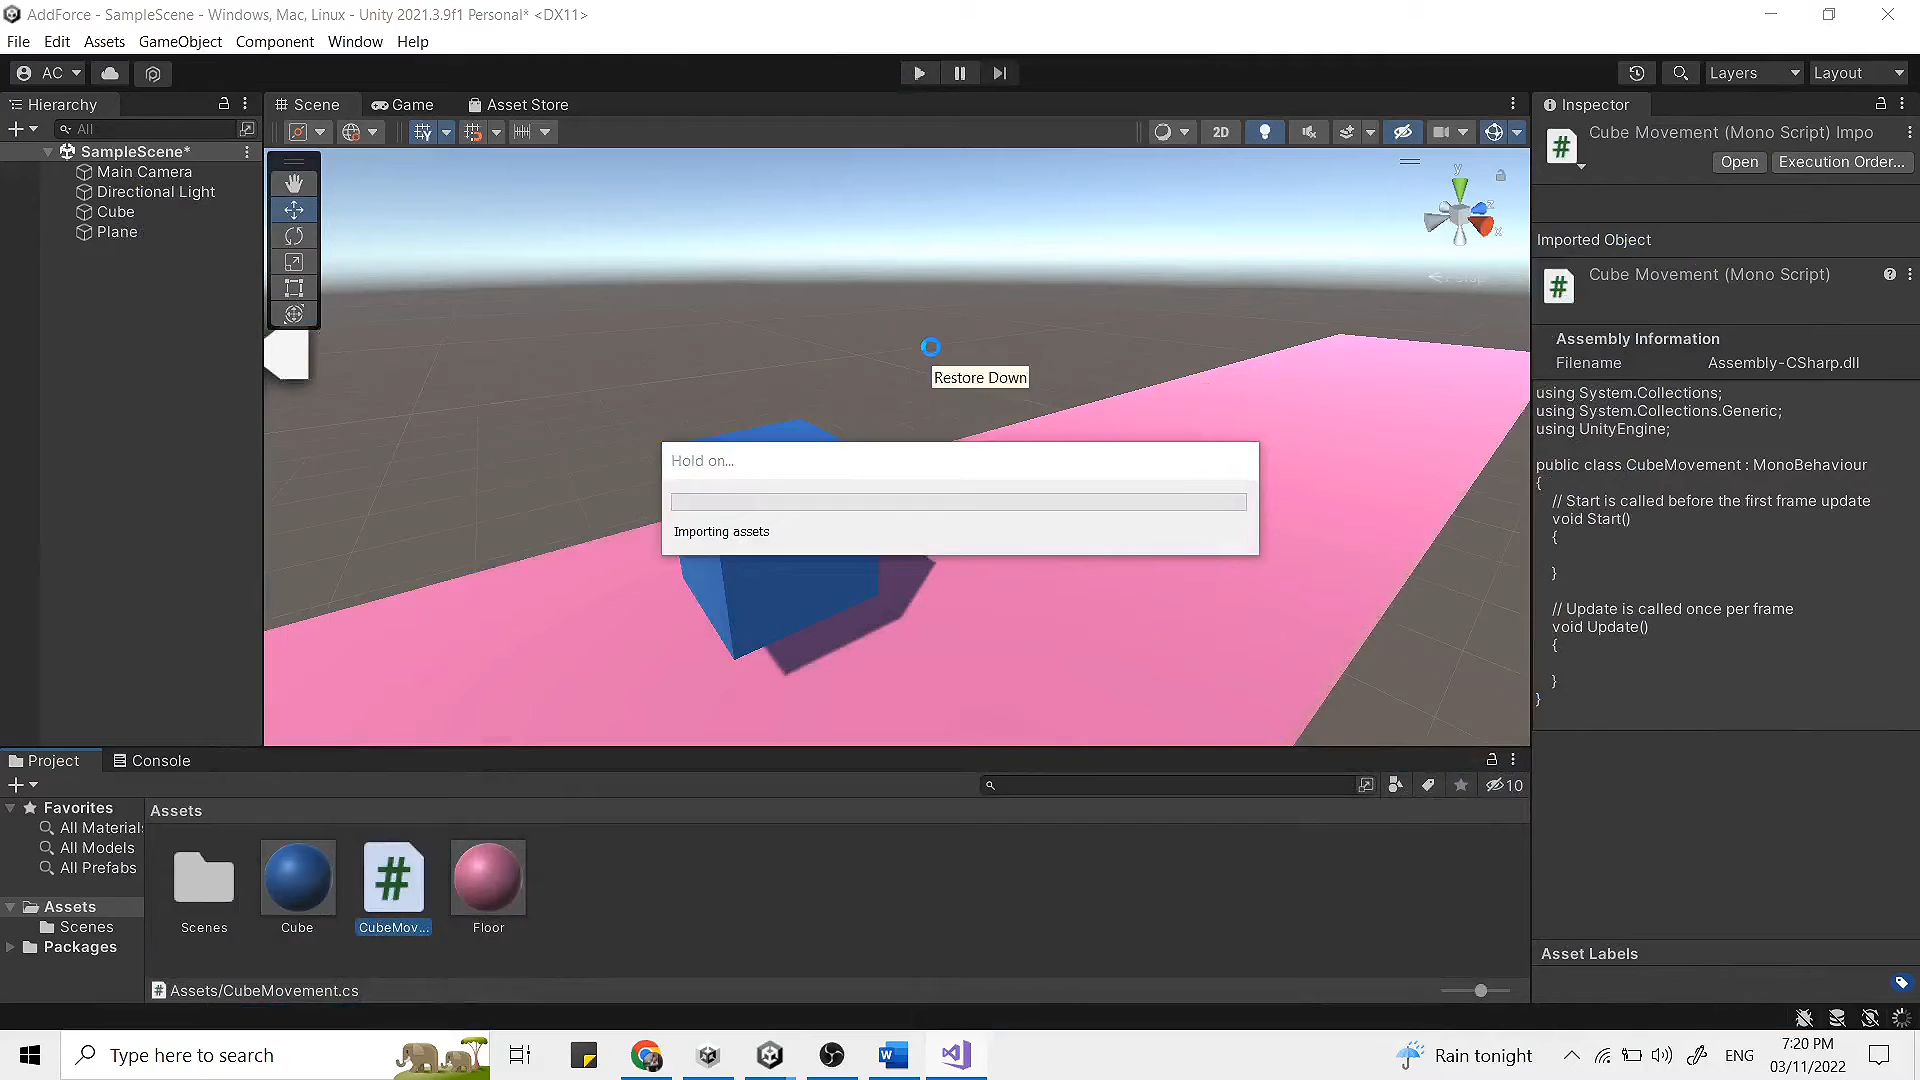 AddForce - SampleScene - Windows, Mac, Linux - Unity 2021.3.9f1 Personal* <DX11>
File Edit Assets GameObject Component Window Help
AC
Layers
Layout
Hierarchy
Scene
Game
Asset Store
Inspector
All
2D
Cube Movement (Mono Script) Impo
Open
Execution Order...
SampleScene*
Main Camera
Directional Light
Cube
Plane
y
z
x
Imported Object
Cube Movement (Mono Script)
Restore Down
Assembly Information
Filename Assembly-CSharp.dll
using System.Collections;
using System.Collections.Generic;
using UnityEngine;
public class CubeMovement : MonoBehaviour
{
// Start is called before the first frame update
void Start()
{
}
// Update is called once per frame
void Update()
{
}
}
Hold on...
Importing assets
Project
Console
10
Favorites
All Material
All Models
All Prefabs
Assets
Scenes
Packages
Assets
Scenes
Cube
CubeMov...
Floor
Assets/CubeMovement.cs
Asset Labels
Type here to search
Rain tonight
ENG
7:20 PM
03/11/2022